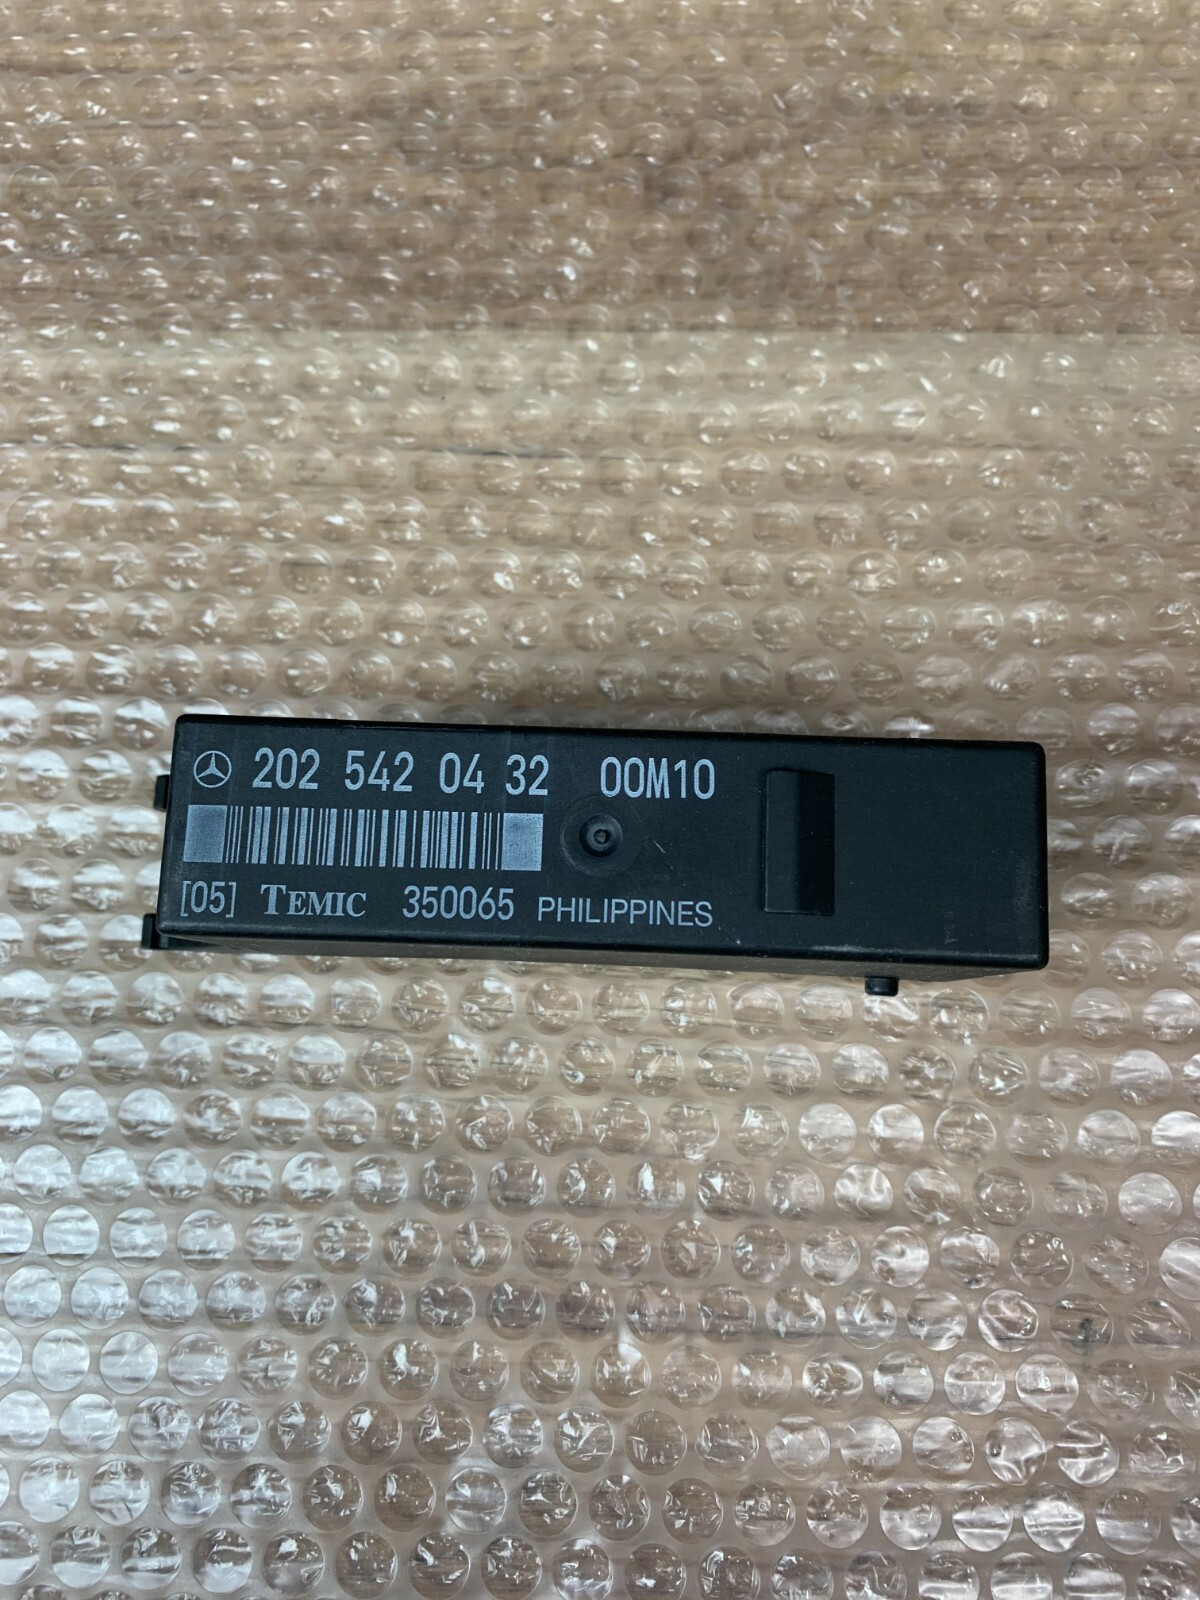 202 542 04 32 00M10
[05] TEMIC 350065 PHILIPPINES